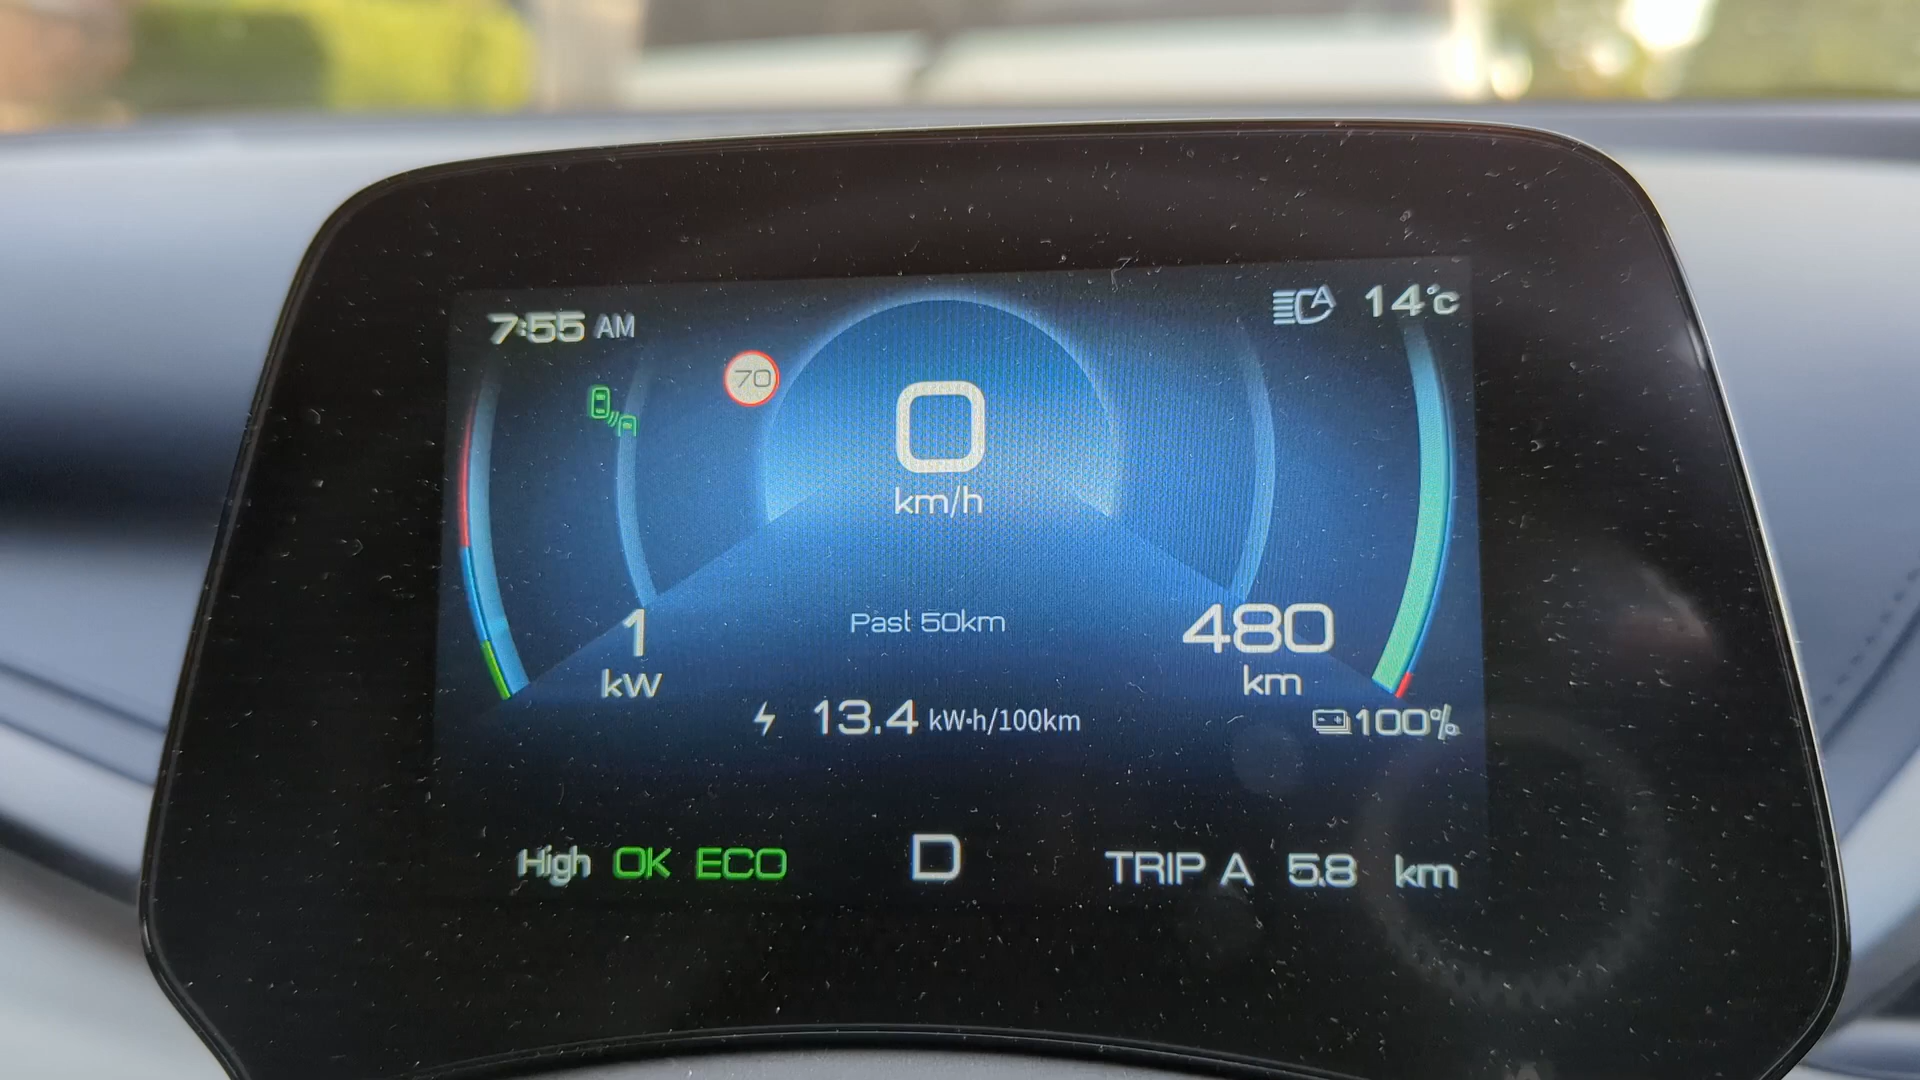 7:55 AM
A 14°C
70
0
km/h
1
kW
Past 50km
480
km
13.4 kW·h/100km
100%
High OK ECO
D
TRIP A 5.8 km